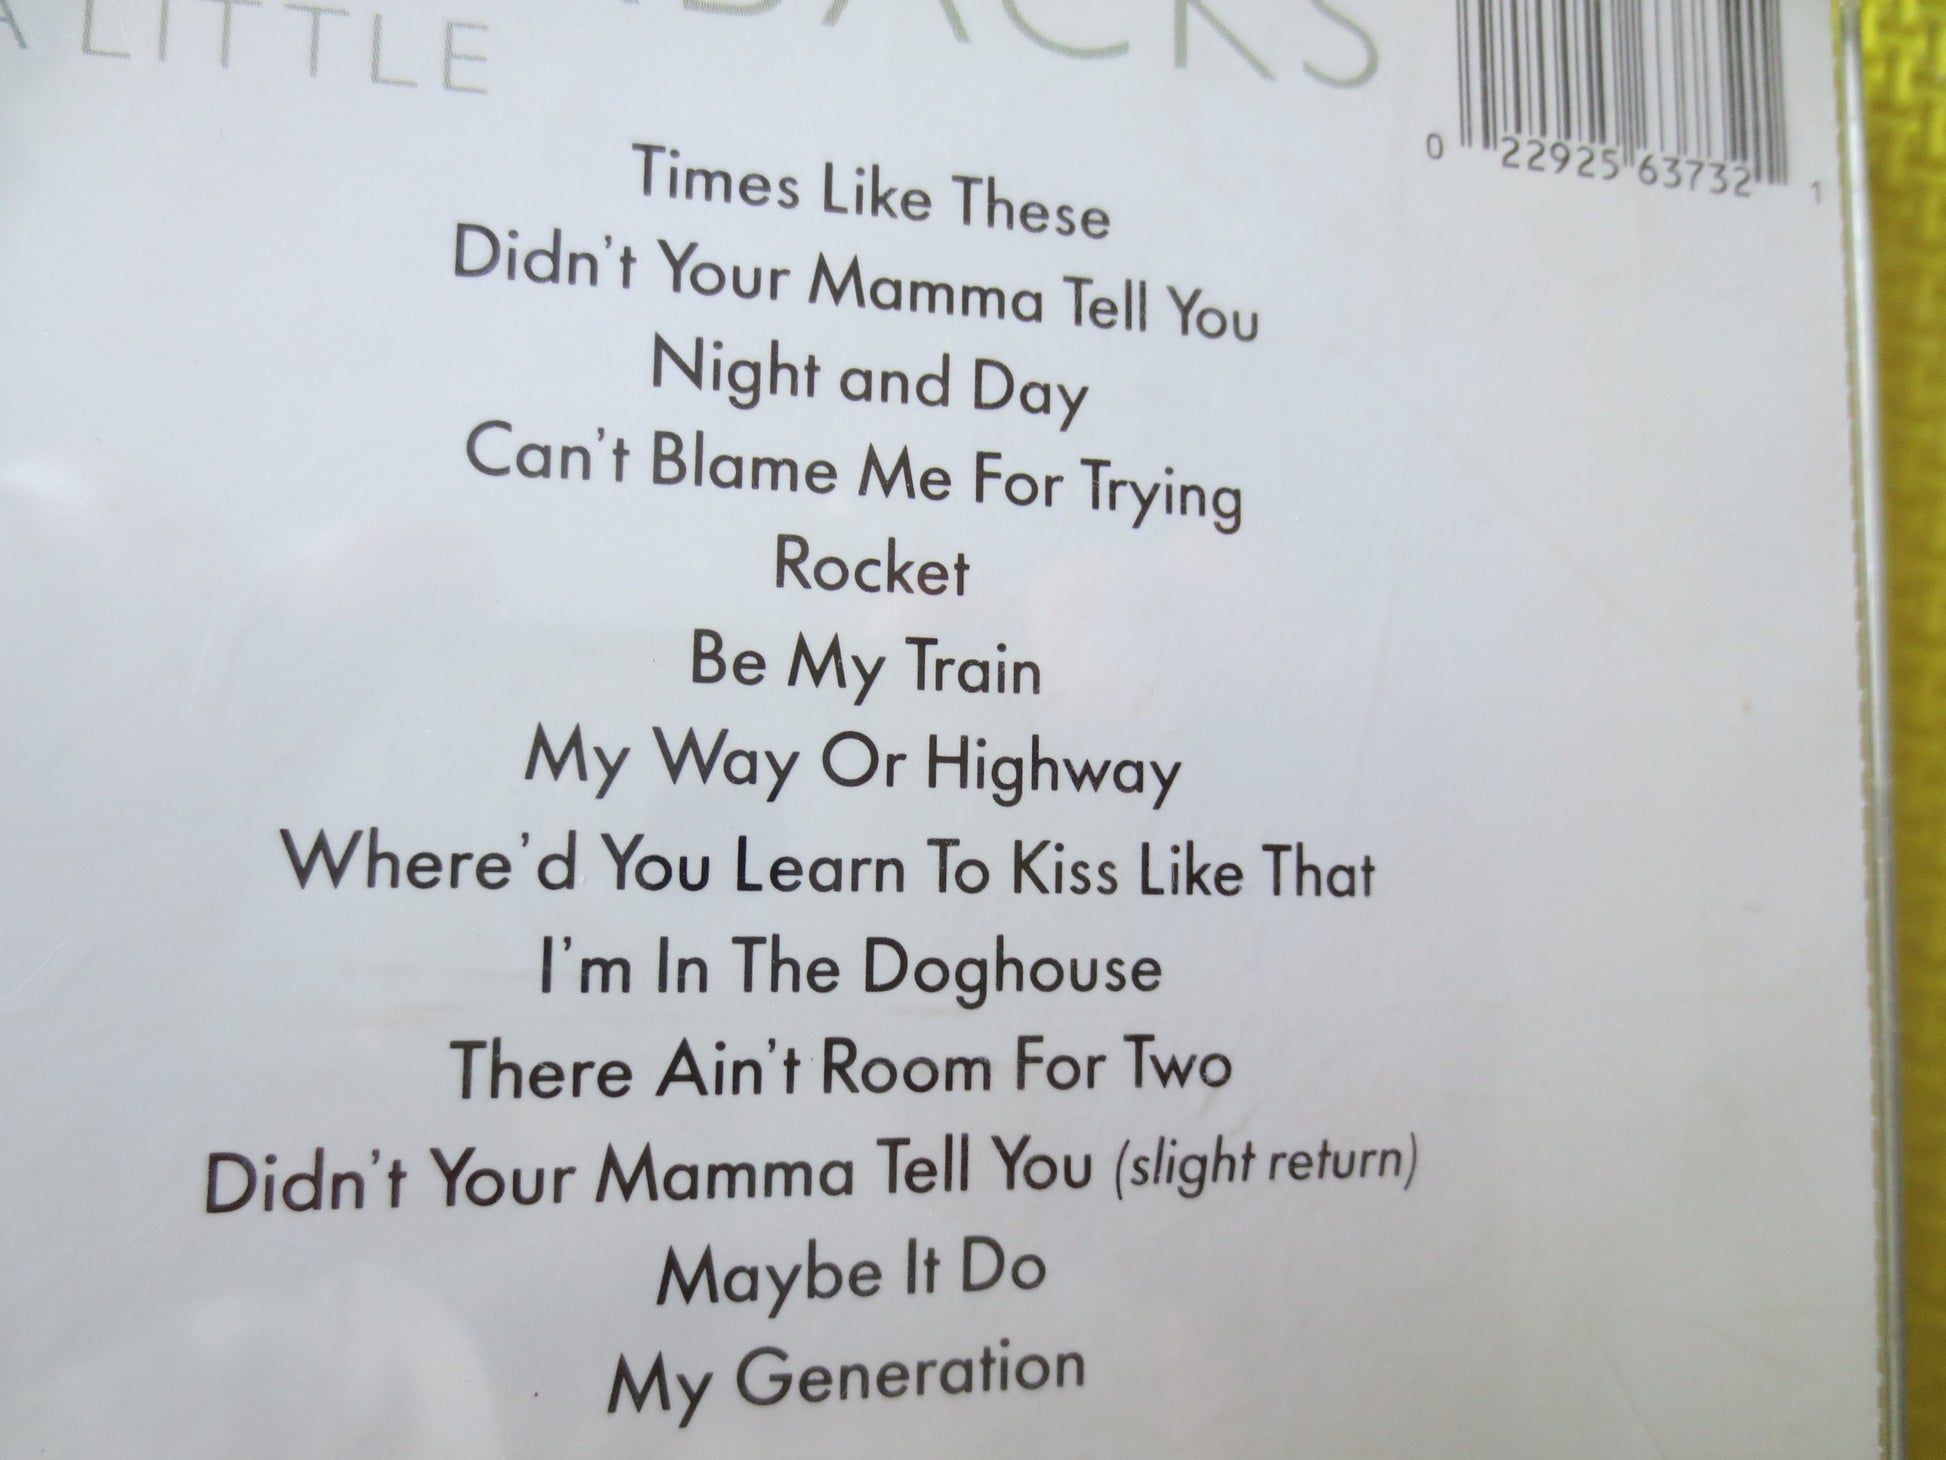 A LITTLE
Times Like These
Didn't Your Mamma Tell You
Night and Day
Can't Blame Me For Trying
Rocket
Be My Train
My Way Or Highway
Where'd You Learn To Kiss Like That
I'm In The Doghouse
There Ain't Room For Two
Didn't Your Mamma Tell You (slight return)
Maybe It Do
My Generation
0 22925 63732 1